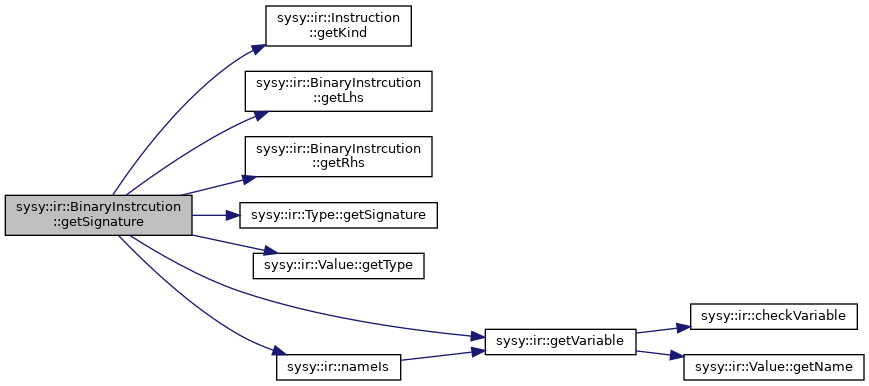 sysy::ir::Instruction
::getKind
sysy::ir::BinaryInstrcution
::getLhs
sysy::ir::BinaryInstrcution
::getRhs
sysy::ir::BinaryInstrcution
::getSignature
sysy::ir::Type::getSignature
sysy::ir::Value::getType
sysy::ir::getVariable
sysy::ir::checkVariable
sysy::ir::nameIs
sysy::ir::Value::getName